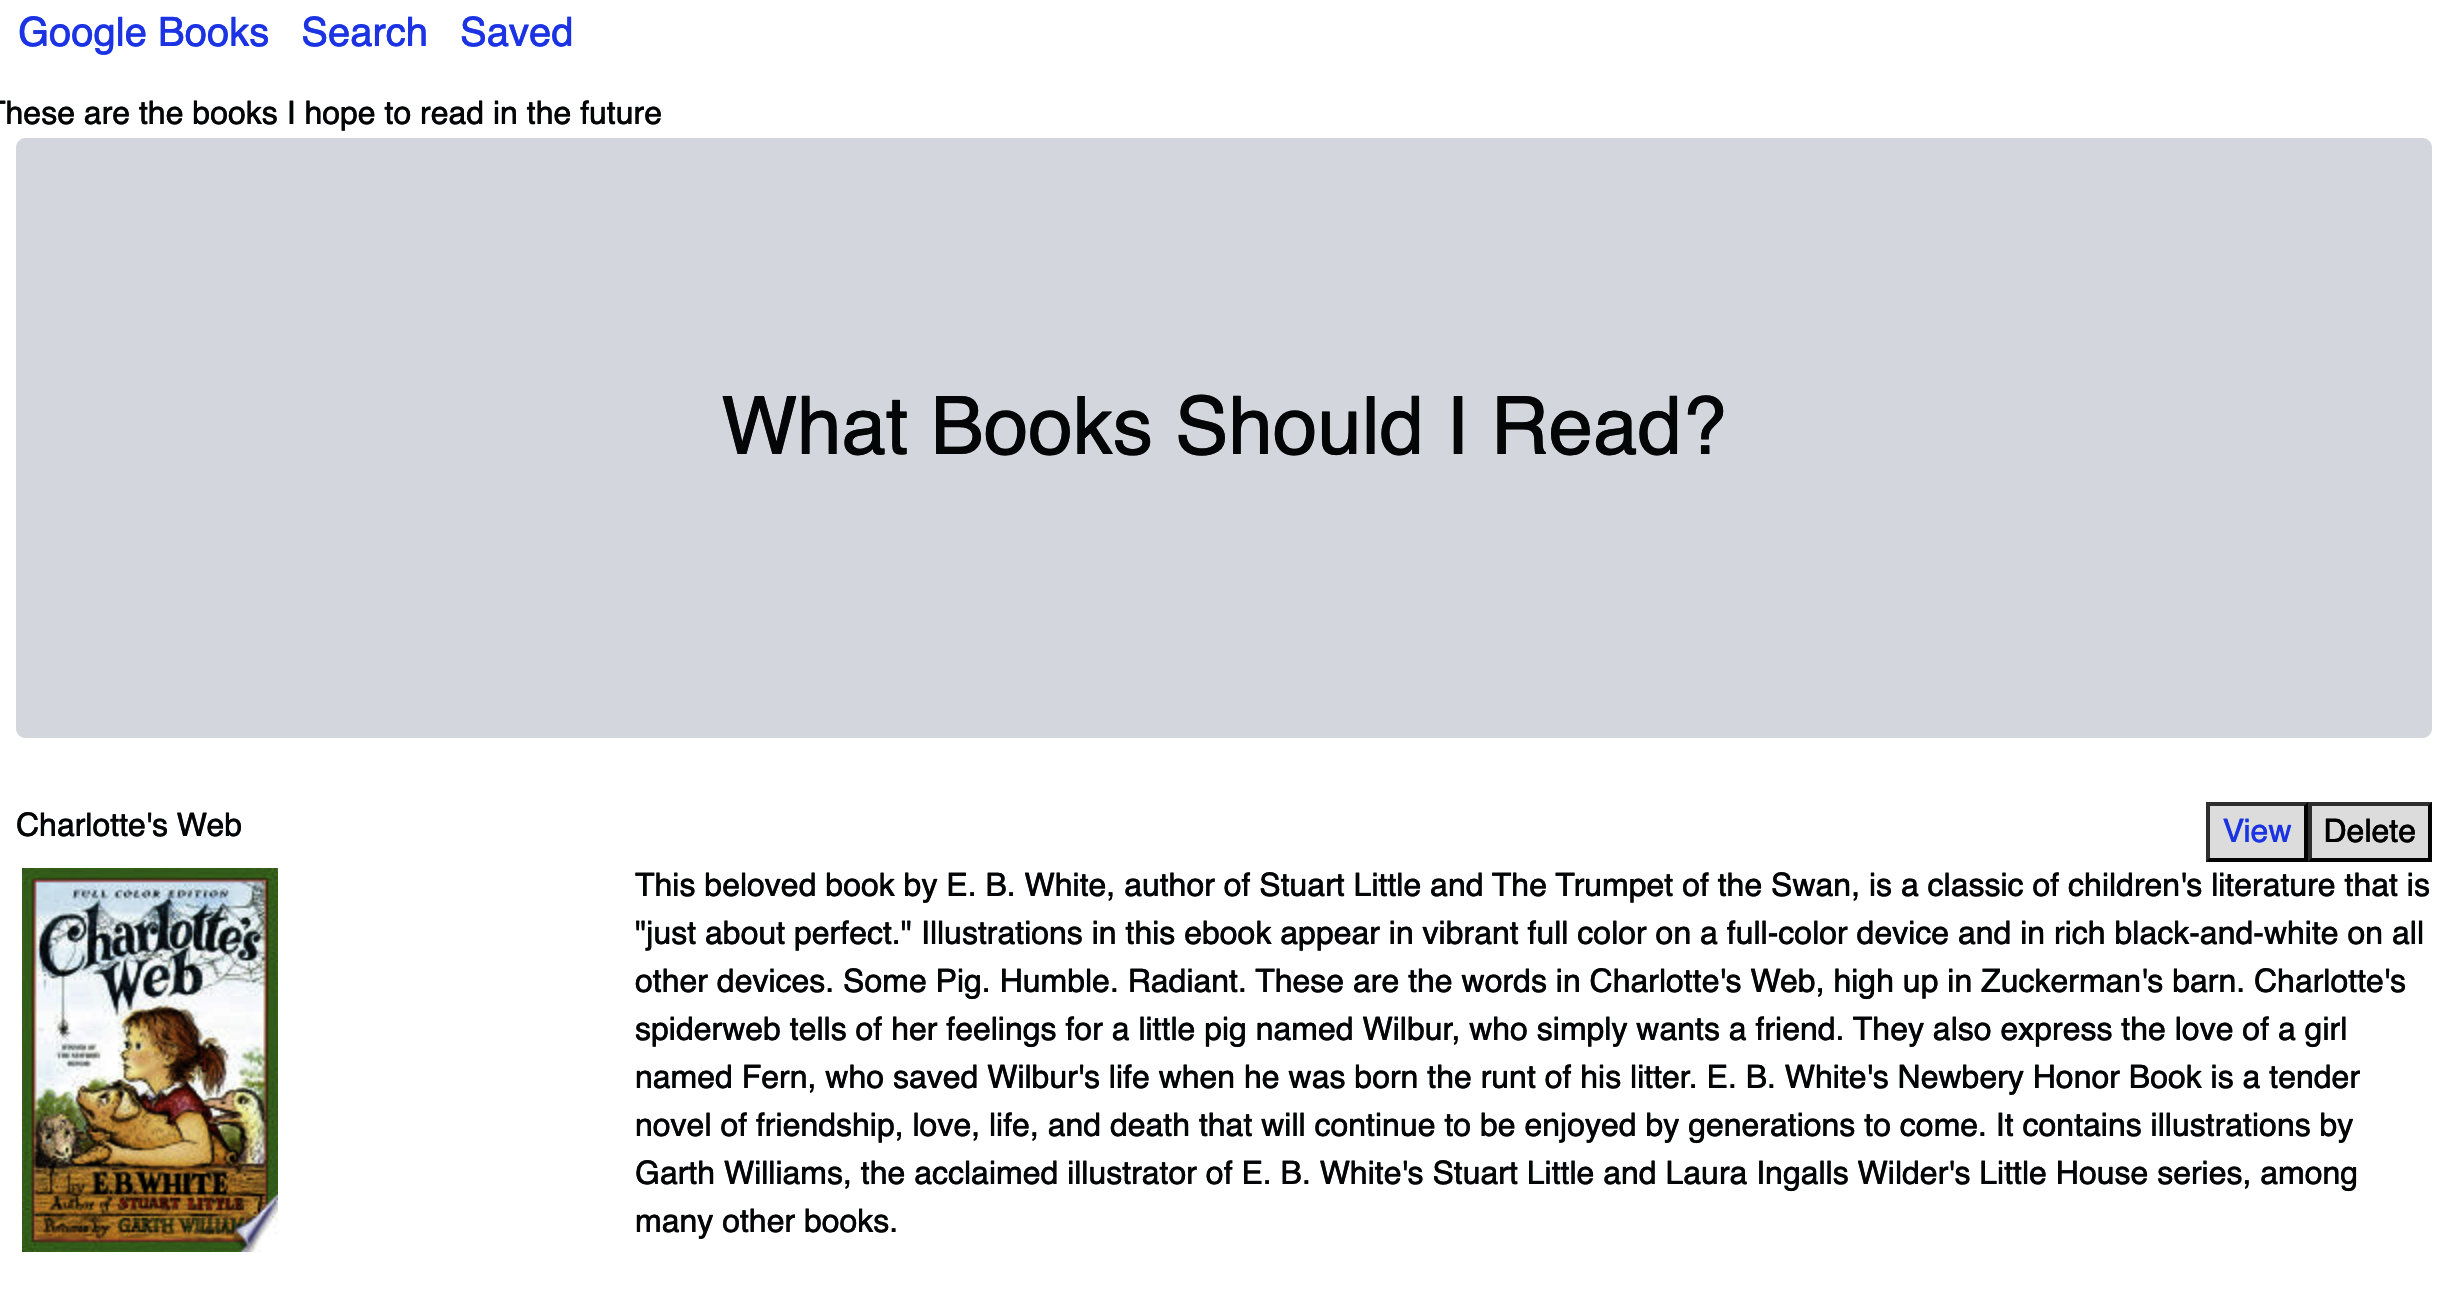 Google Books Search Saved
These are the books I hope to read in the future
What Books Should I Read?
Charlotte's Web
View Delete
FULL COLOR EDITION
Charlotte's
Web
WINNER OF
THE NEWBERY
HONOR
by E.B.WHITE
Author of STUART LITTLE
Pictures by GARTH WILLIAM
This beloved book by E. B. White, author of Stuart Little and The Trumpet of the Swan, is a classic of children's literature that is
"just about perfect." Illustrations in this ebook appear in vibrant full color on a full-color device and in rich black-and-white on all
other devices. Some Pig. Humble. Radiant. These are the words in Charlotte's Web, high up in Zuckerman's barn. Charlotte's
spiderweb tells of her feelings for a little pig named Wilbur, who simply wants a friend. They also express the love of a girl
named Fern, who saved Wilbur's life when he was born the runt of his litter. E. B. White's Newbery Honor Book is a tender
novel of friendship, love, life, and death that will continue to be enjoyed by generations to come. It contains illustrations by
Garth Williams, the acclaimed illustrator of E. B. White's Stuart Little and Laura Ingalls Wilder's Little House series, among
many other books.